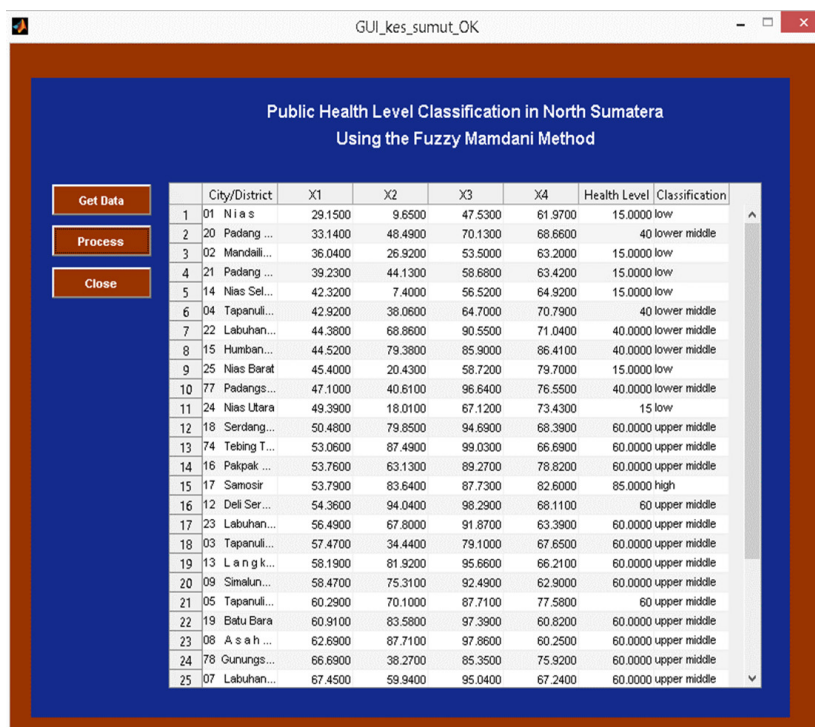 GUI_kes_sumut_OK
Public Health Level Classification in North Sumatera
Using the Fuzzy Mamdani Method
Get Data
Process
Close
City/District X1 X2 X3 X4 Health Level Classification
1 01 N i a s 29.1500 9.6500 47.5300 61.9700 15.0000 low
2 20 Padang ... 33.1400 48.4900 70.1300 68.6600 40 lower middle
3 02 Mandaili... 36.0400 26.9200 53.5000 63.2000 15.0000 low
4 21 Padang ... 39.2300 44.1300 58.6800 63.4200 15.0000 low
5 14 Nias Sel... 42.3200 7.4000 56.5200 64.9200 15.0000 low
6 04 Tapanuli... 42.9200 38.0600 64.7000 70.7900 40 lower middle
7 22 Labuhan... 44.3800 68.8600 90.5500 71.0400 40.0000 lower middle
8 15 Humban... 44.5200 79.3800 85.9000 86.4100 40.0000 lower middle
9 25 Nias Barat 45.4000 20.4300 58.7200 79.7000 15.0000 low
10 77 Padangs... 47.1000 40.6100 96.6400 76.5500 40.0000 lower middle
11 24 Nias Utara 49.3900 18.0100 67.1200 73.4300 15 low
12 18 Serdang... 50.4800 79.8500 94.6900 68.3900 60.0000 upper middle
13 74 Tebing T... 53.0600 87.4900 99.0300 66.6900 60.0000 upper middle
14 16 Pakpak ... 53.7600 63.1300 89.2700 78.8200 60.0000 upper middle
15 17 Samosir 53.7900 83.6400 87.7300 82.6000 85.0000 high
16 12 Deli Ser... 54.3600 94.0400 98.2900 68.1100 60 upper middle
17 23 Labuhan... 56.4900 67.8000 91.8700 63.3900 60.0000 upper middle
18 03 Tapanuli... 57.4700 34.4400 79.1000 67.6500 60.0000 upper middle
19 13 L a n g k... 58.1900 81.9200 95.6600 66.2100 60.0000 upper middle
20 09 Simalun... 58.4700 75.3100 92.4900 62.9000 60.0000 upper middle
21 05 Tapanuli... 60.2900 70.1000 87.7100 77.5800 60 upper middle
22 19 Batu Bara 60.9100 83.5800 97.3900 60.8200 60.0000 upper middle
23 08 A s a h ... 62.6900 87.7100 97.8600 60.2500 60.0000 upper middle
24 78 Gunungs... 66.6900 38.2700 85.3500 75.9200 60.0000 upper middle
25 07 Labuhan... 67.4500 59.9400 95.0400 67.2400 60.0000 upper middle